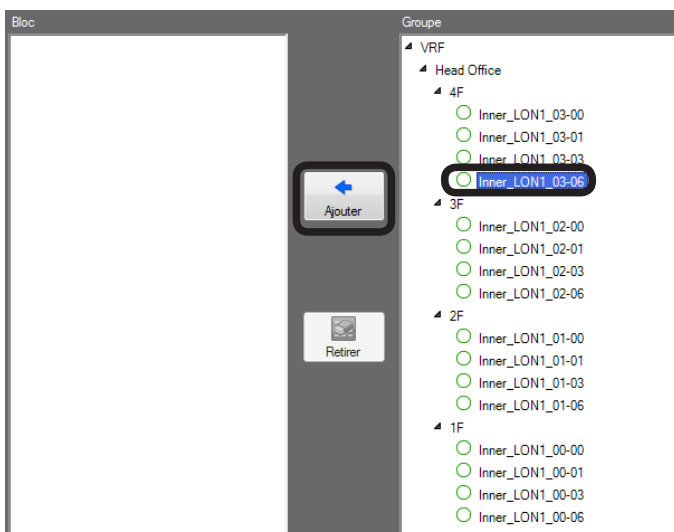 Bloc
Ajouter
Retirer
Groupe
VRF
Head Office
4F
Inner_LON1_03-00
Inner_LON1_03-01
Inner_LON1_03-03
Inner_LON1_03-06
3F
Inner_LON1_02-00
Inner_LON1_02-01
Inner_LON1_02-03
Inner_LON1_02-06
2F
Inner_LON1_01-00
Inner_LON1_01-01
Inner_LON1_01-03
Inner_LON1_01-06
1F
Inner_LON1_00-00
Inner_LON1_00-01
Inner_LON1_00-03
Inner_LON1_00-06